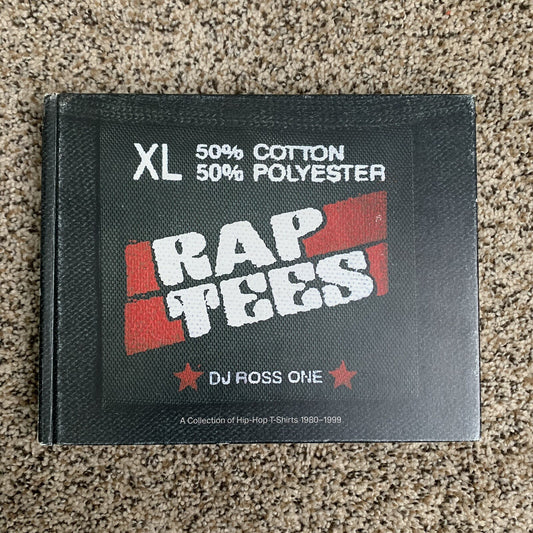 XL 50% COTTON
50% POLYESTER
RAP
TEES
DJ ROSS ONE
A Collection of Hip-Hop T-Shirts 1980–1999